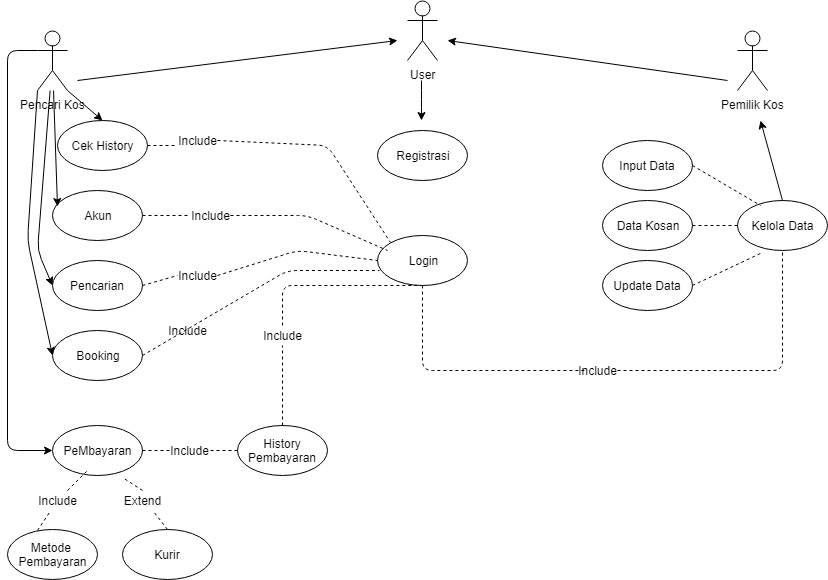 User
Pencari Kos
Pemilik Kos
Cek History
Include
Registrasi
Input Data
Akun
Include
Data Kosan
Kelola Data
Login
Pencarian
Include
Update Data
Booking
Include
Include
Include
PeMbayaran
Include
History
Pembayaran
Include
Extend
Metode
Pembayaran
Kurir